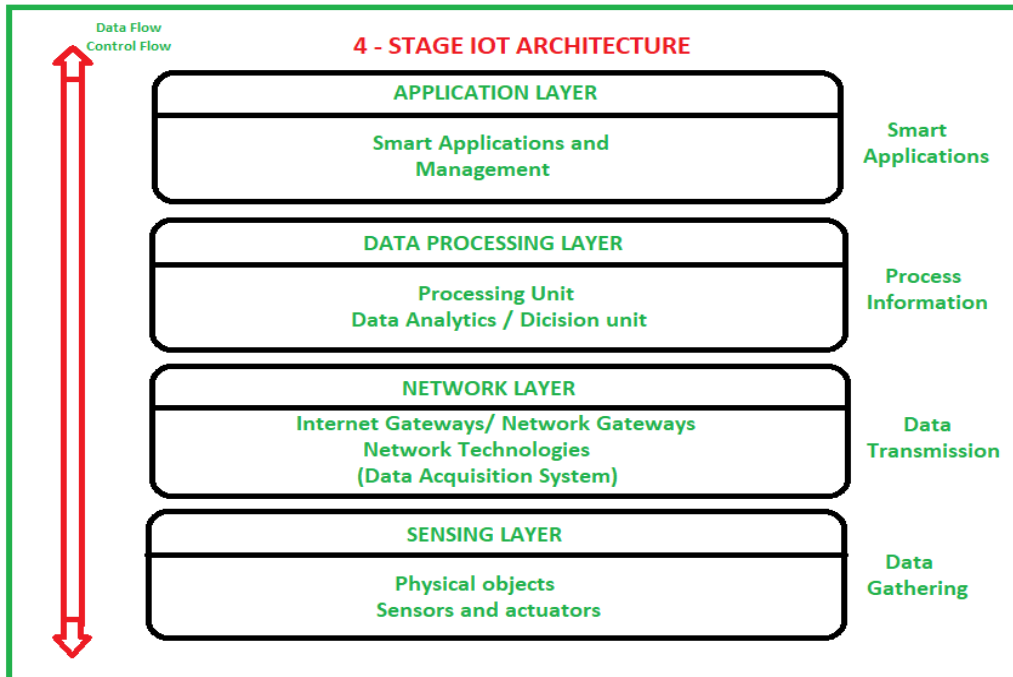 Data Flow
Control Flow
4 - STAGE IOT ARCHITECTURE
APPLICATION LAYER
Smart Applications and
Management
Smart
Applications
DATA PROCESSING LAYER
Processing Unit
Data Analytics / Dicision unit
Process
Information
NETWORK LAYER
Internet Gateways/ Network Gateways
Network Technologies
(Data Acquisition System)
Data
Transmission
SENSING LAYER
Physical objects
Sensors and actuators
Data
Gathering